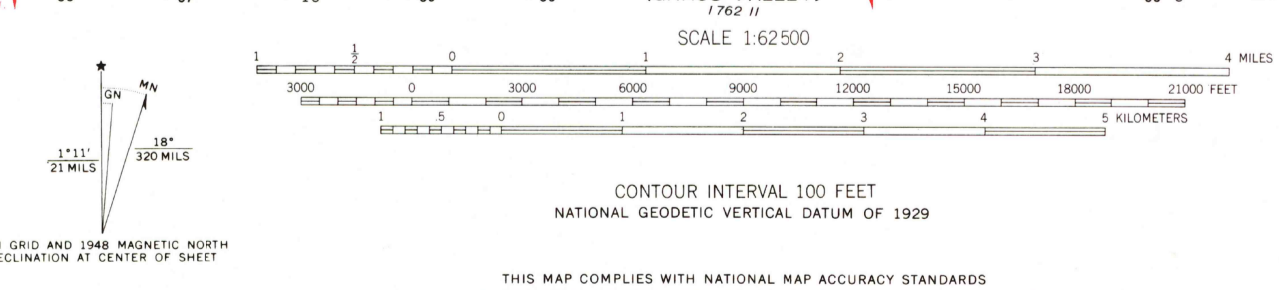 1762 II
SCALE 1:62500
1 1/2 0 1 2 3 4 MILES
3000 0 3000 6000 9000 12000 15000 18000 21000 FEET
1 .5 0 1 2 3 4 5 KILOMETERS
★
GN MN
1°11' 18°
21 MILS 320 MILS
GRID AND 1948 MAGNETIC NORTH
DECLINATION AT CENTER OF SHEET
CONTOUR INTERVAL 100 FEET
NATIONAL GEODETIC VERTICAL DATUM OF 1929
THIS MAP COMPLIES WITH NATIONAL MAP ACCURACY STANDARDS